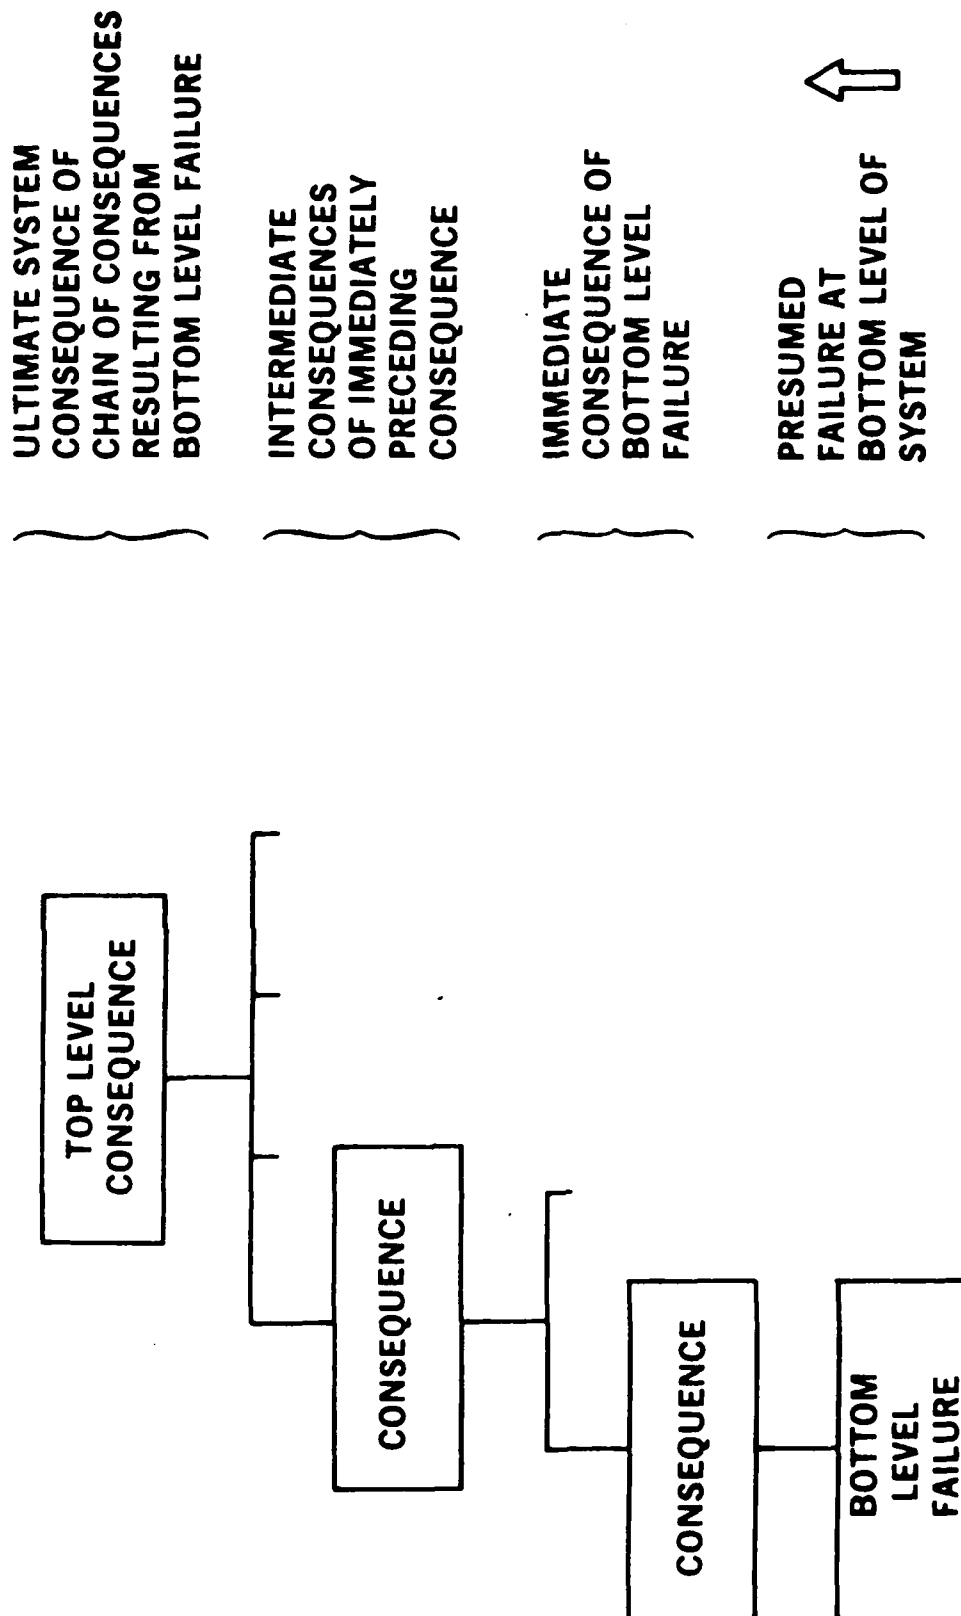 TOP LEVEL
CONSEQUENCE
CONSEQUENCE
CONSEQUENCE
BOTTOM
LEVEL
FAILURE
ULTIMATE SYSTEM
CONSEQUENCE OF
CHAIN OF CONSEQUENCES
RESULTING FROM
BOTTOM LEVEL FAILURE
INTERMEDIATE
CONSEQUENCES
OF IMMEDIATELY
PRECEDING
CONSEQUENCE
IMMEDIATE
CONSEQUENCE OF
BOTTOM LEVEL
FAILURE
PRESUMED
FAILURE AT
BOTTOM LEVEL OF
SYSTEM